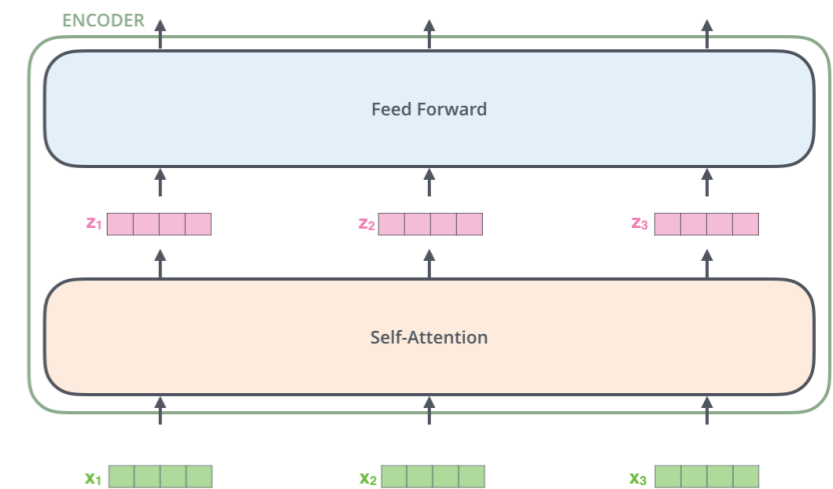 ENCODER
Feed Forward
z₁ z₂ z₃
Self-Attention
x₁ x₂ x₃